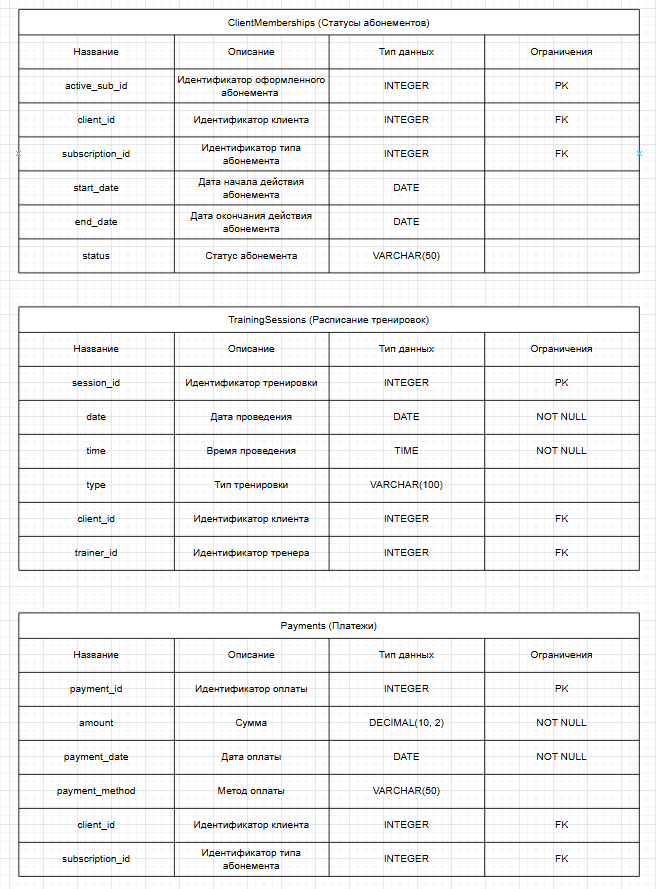 ClientMemberships (Статусы абонементов)
Название Описание Тип данных Ограничения
active_sub_id Идентификатор оформленного абонемента INTEGER PK
client_id Идентификатор клиента INTEGER FK
subscription_id Идентификатор типа абонемента INTEGER FK
start_date Дата начала действия абонемента DATE
end_date Дата окончания действия абонемента DATE
status Статус абонемента VARCHAR(50)
TrainingSessions (Расписание тренировок)
Название Описание Тип данных Ограничения
session_id Идентификатор тренировки INTEGER PK
date Дата проведения DATE NOT NULL
time Время проведения TIME NOT NULL
type Тип тренировки VARCHAR(100)
client_id Идентификатор клиента INTEGER FK
trainer_id Идентификатор тренера INTEGER FK
Payments (Платежи)
Название Описание Тип данных Ограничения
payment_id Идентификатор оплаты INTEGER PK
amount Сумма DECIMAL(10, 2) NOT NULL
payment_date Дата оплаты DATE NOT NULL
payment_method Метод оплаты VARCHAR(50)
client_id Идентификатор клиента INTEGER FK
subscription_id Идентификатор типа абонемента INTEGER FK